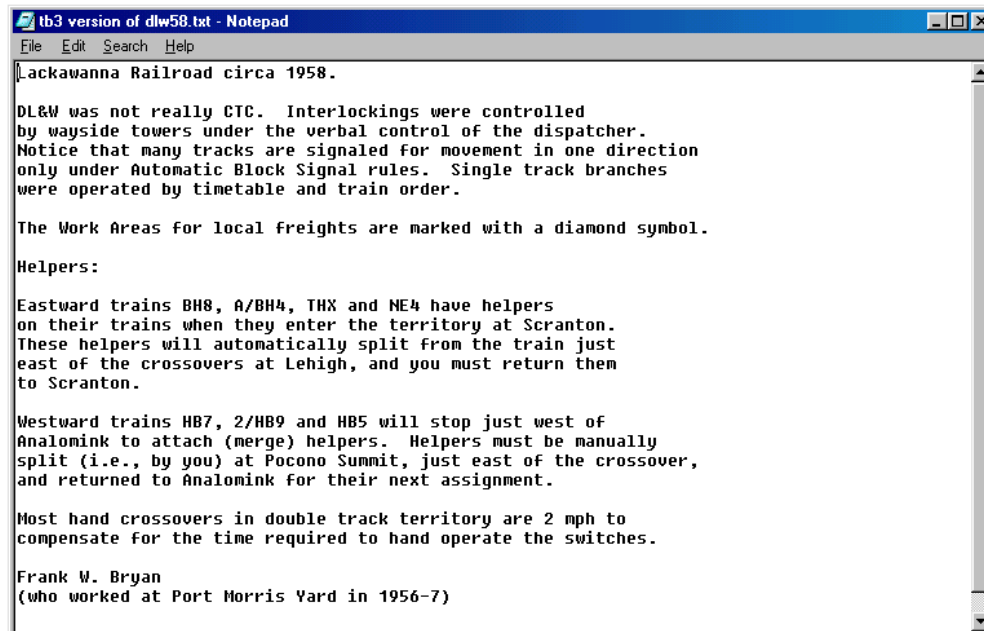 tb3 version of dlw58.txt - Notepad
File Edit Search Help
Lackawanna Railroad circa 1958.
DL&W was not really CTC. Interlockings were controlled
by wayside towers under the verbal control of the dispatcher.
Notice that many tracks are signaled for movement in one direction
only under Automatic Block Signal rules. Single track branches
were operated by timetable and train order.
The Work Areas for local freights are marked with a diamond symbol.
Helpers:
Eastward trains BH8, A/BH4, THX and NE4 have helpers
on their trains when they enter the territory at Scranton.
These helpers will automatically split from the train just
east of the crossovers at Lehigh, and you must return them
to Scranton.
Westward trains HB7, 2/HB9 and HB5 will stop just west of
Analomink to attach (merge) helpers. Helpers must be manually
split (i.e., by you) at Pocono Summit, just east of the crossover,
and returned to Analomink for their next assignment.
Most hand crossovers in double track territory are 2 mph to
compensate for the time required to hand operate the switches.
Frank W. Bryan
(who worked at Port Morris Yard in 1956-7)